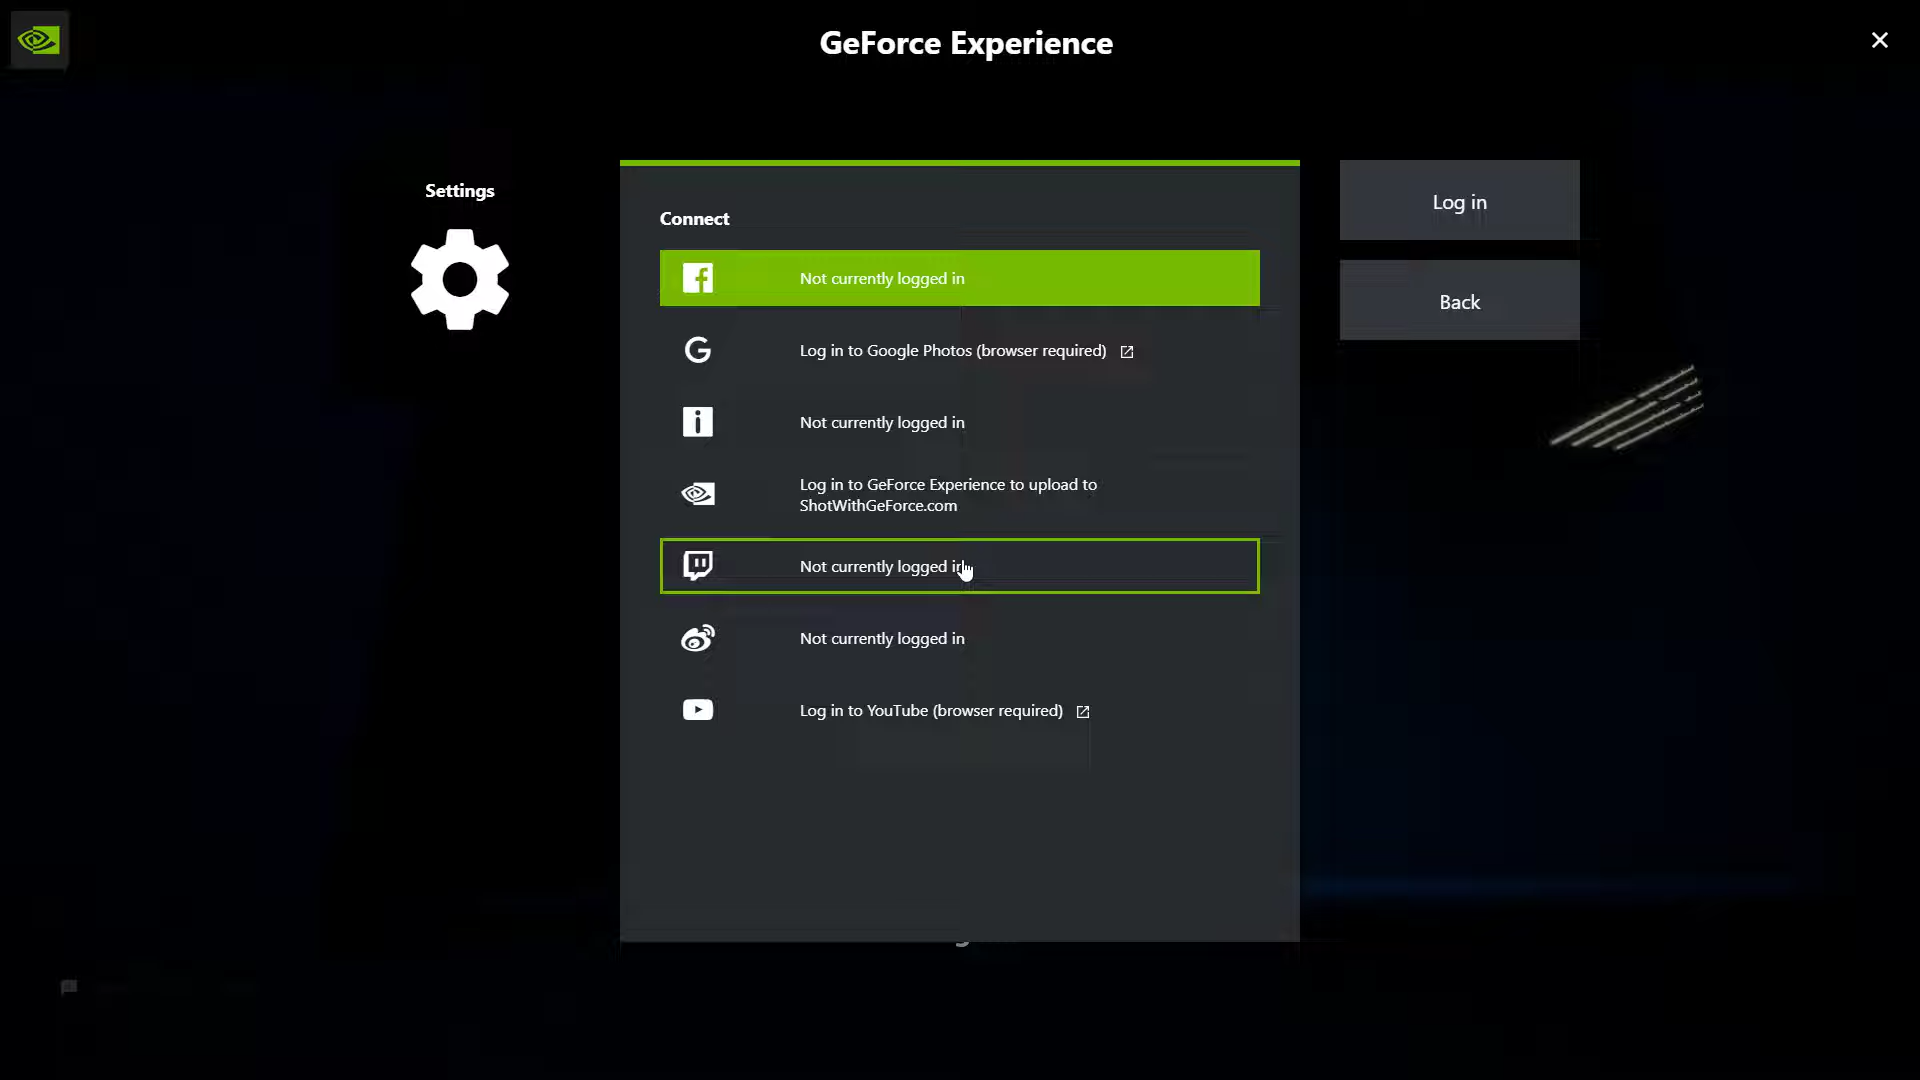 GeForce Experience
Settings
Connect
Not currently logged in
Log in to Google Photos (browser required)
Not currently logged in
Log in to GeForce Experience to upload to
ShotWithGeForce.com
Not currently logged in
Not currently logged in
Log in to YouTube (browser required)
Log in
Back